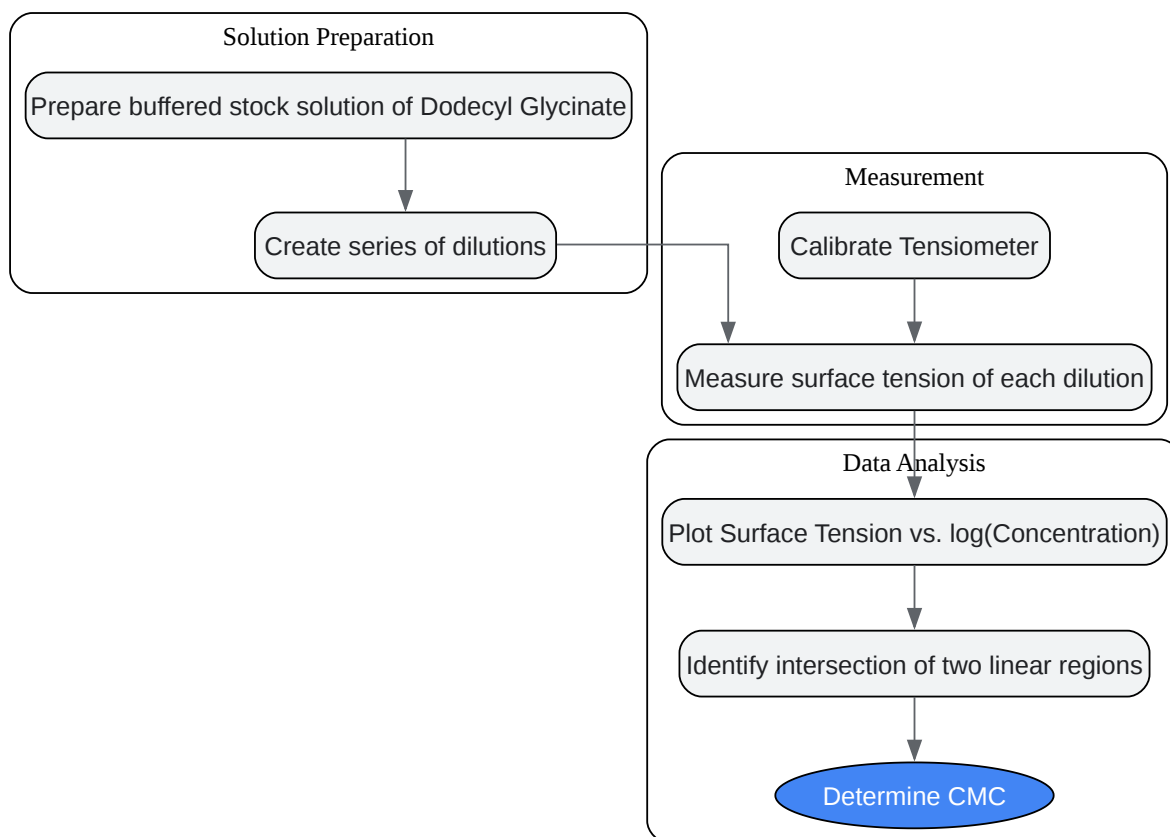 Solution Preparation
Prepare buffered stock solution of Dodecyl Glycinate
Create series of dilutions
Measurement
Calibrate Tensiometer
Measure surface tension of each dilution
Data Analysis
Plot Surface Tension vs. log(Concentration)
Identify intersection of two linear regions
Determine CMC